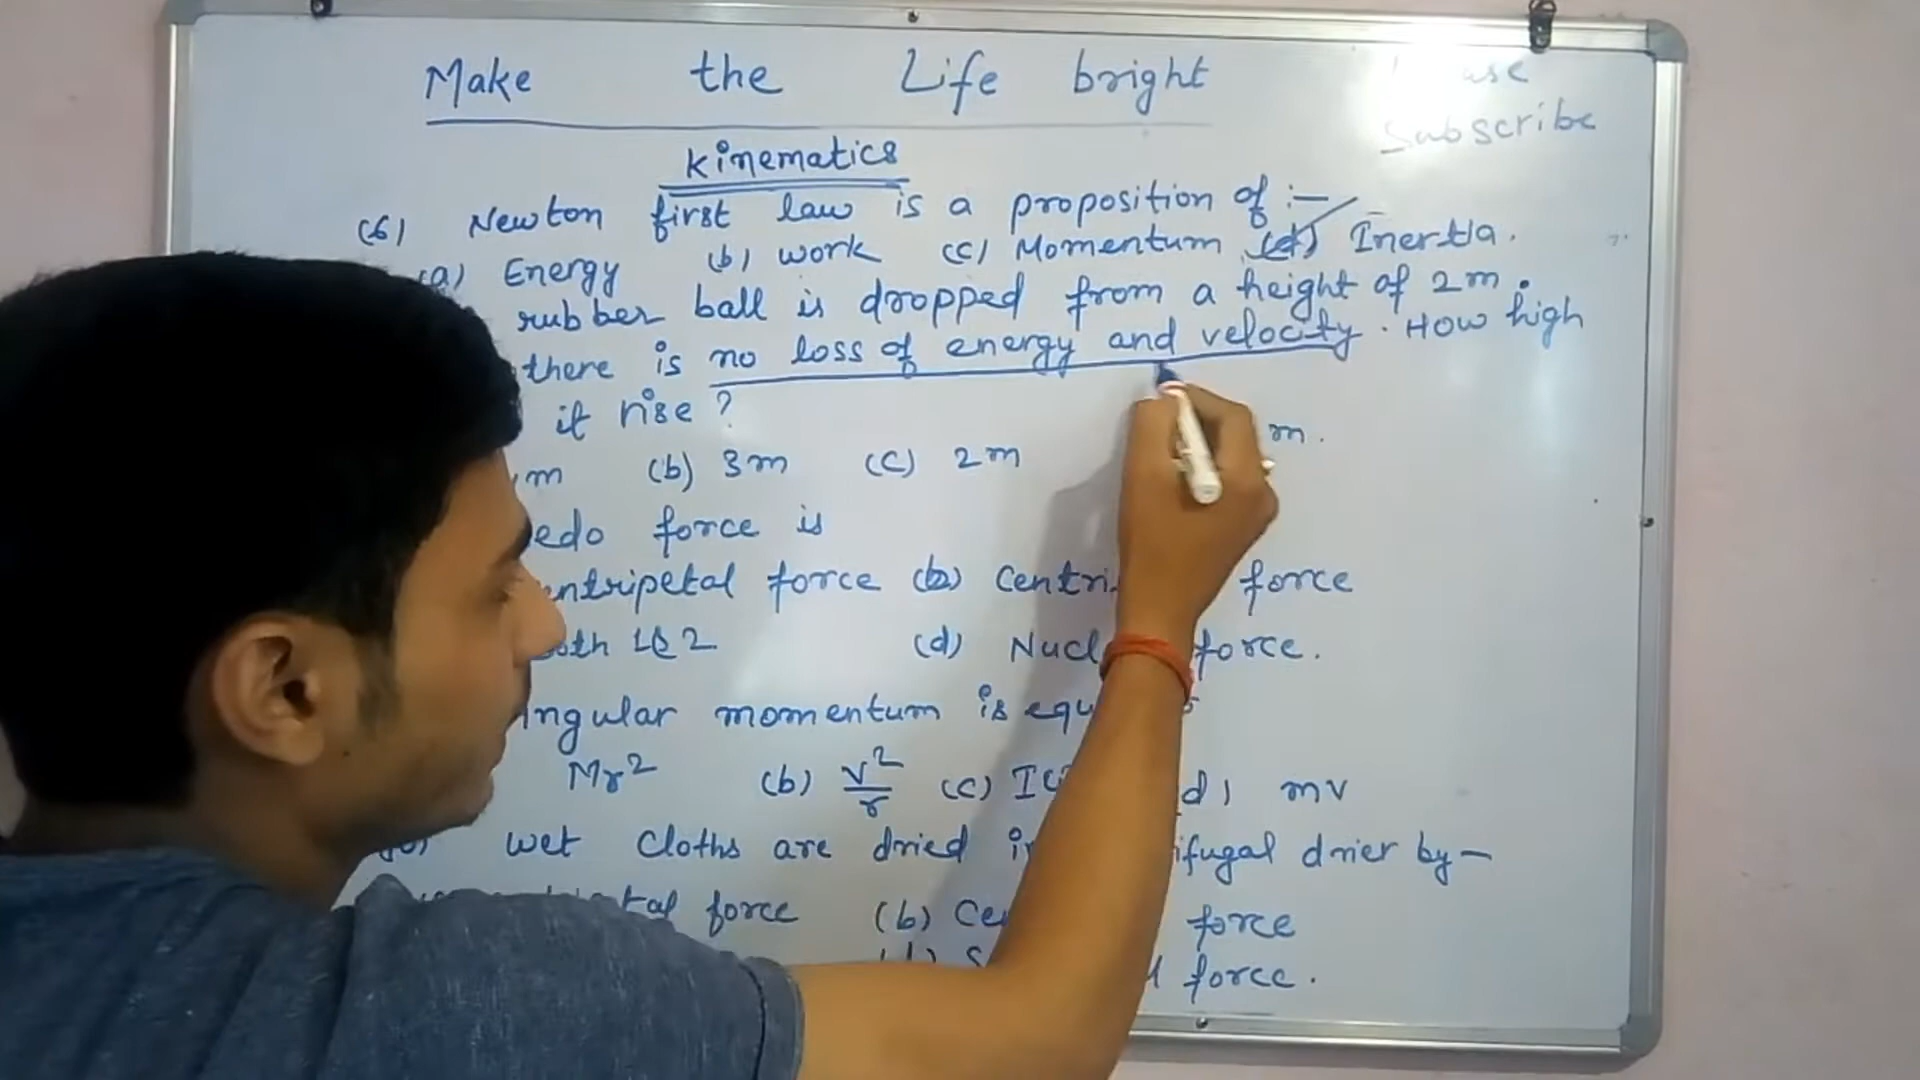 Make the Life bright
Subscribe
Kinematics
(6) Newton first law is a proposition of :-
(a) Energy (b) work (c) Momentum (d) Inertia.
rubber ball is dropped from a height of 2m.
there is no loss of energy and velocity. How high
it rise ?
m (b) 3m (c) 2m m.
edo force is
entripetal force (b) Centri force
oth 1&2 (d) Nucl force.
Angular momentum is equ
Mr² (b) v²/r (c) I (d) mv
wet Cloths are dried i ifugal drier by-
tal force (b) Ce force
force.